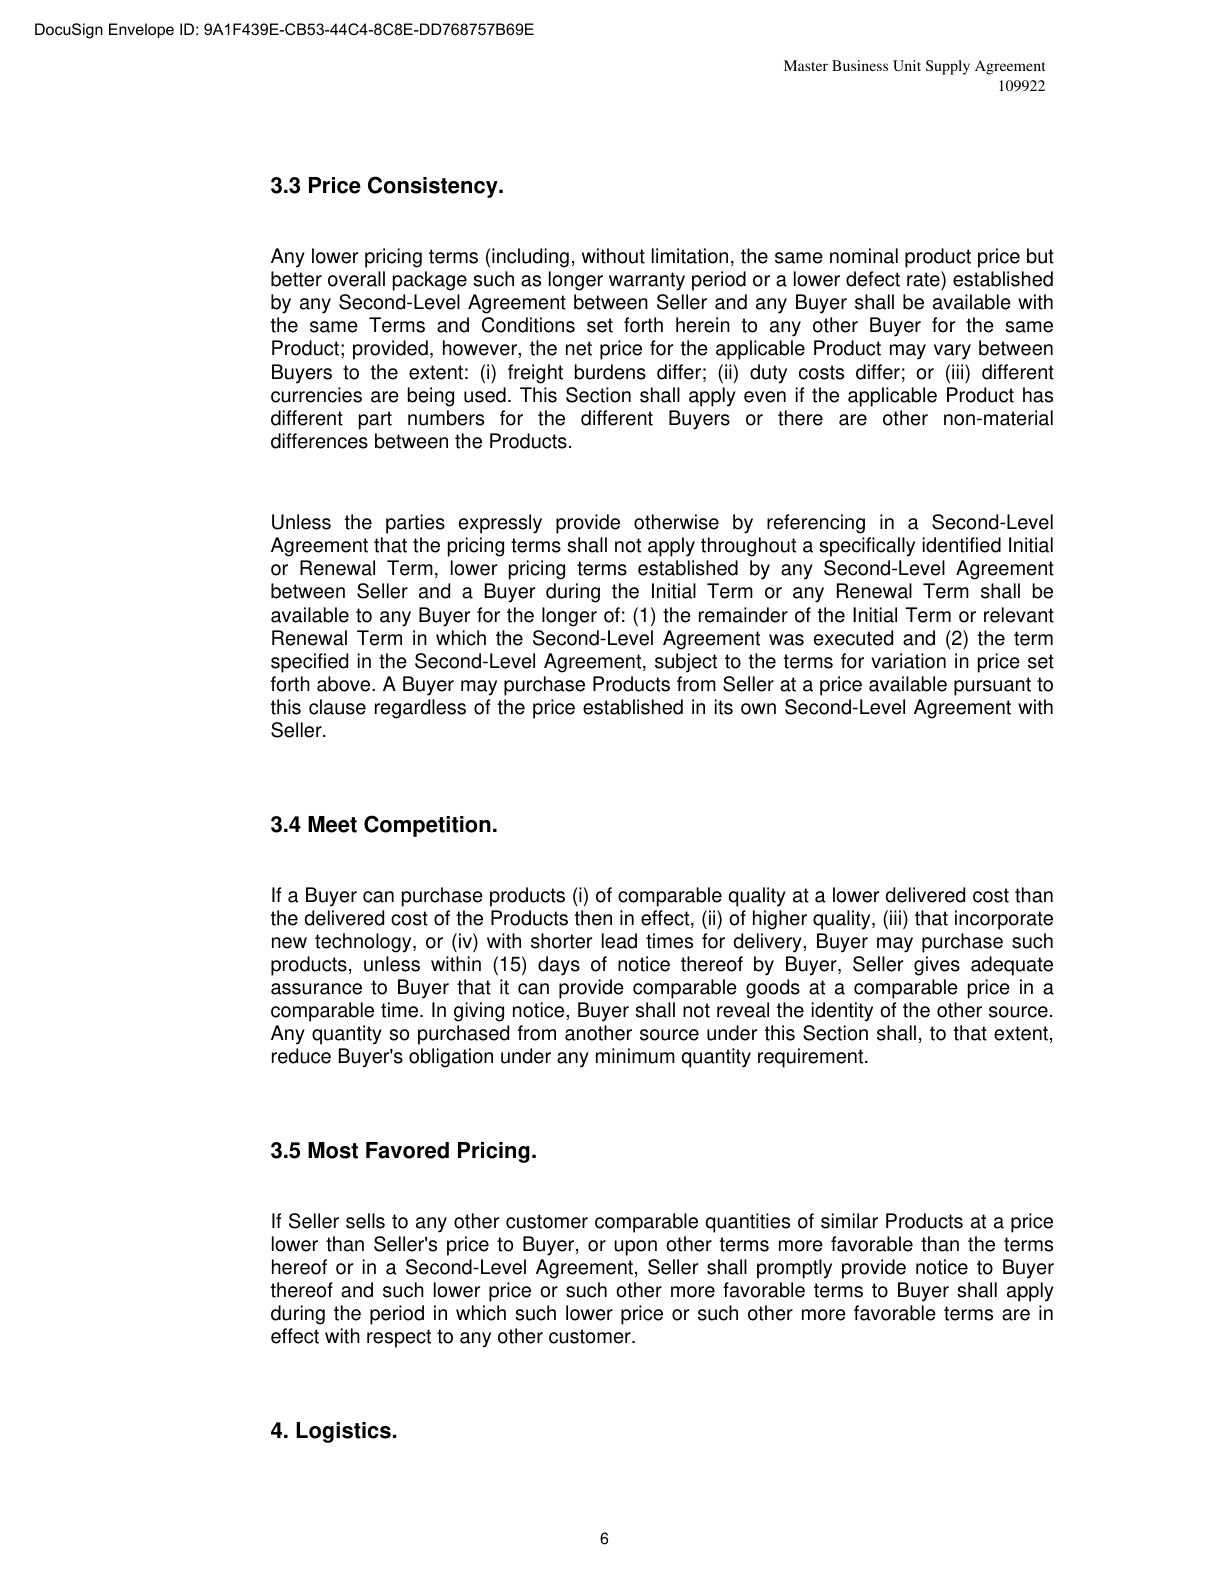 DocuSign Envelope ID: 9A1F439E-CB53-44C4-8C8E-DD768757B69E
Master Business Unit Supply Agreement
109922
3.3 Price Consistency.
Any lower pricing terms (including, without limitation, the same nominal product price but
better overall package such as longer warranty period or a lower defect rate) established
by any Second-Level Agreement between Seller and any Buyer shall be available with
the same Terms and Conditions set forth herein to any other Buyer for the same
Product; provided, however, the net price for the applicable Product may vary between
Buyers to the extent: (i) freight burdens differ; (ii) duty costs differ; or (iii) different
currencies are being used. This Section shall apply even if the applicable Product has
different part numbers for the different Buyers or there are other non-material
differences between the Products.
Unless the parties expressly provide otherwise by referencing in a Second-Level
Agreement that the pricing terms shall not apply throughout a specifically identified Initial
or Renewal Term, lower pricing terms established by any Second-Level Agreement
between Seller and a Buyer during the Initial Term or any Renewal Term shall be
available to any Buyer for the longer of: (1) the remainder of the Initial Term or relevant
Renewal Term in which the Second-Level Agreement was executed and (2) the term
specified in the Second-Level Agreement, subject to the terms for variation in price set
forth above. A Buyer may purchase Products from Seller at a price available pursuant to
this clause regardless of the price established in its own Second-Level Agreement with
Seller.
3.4 Meet Competition.
If a Buyer can purchase products (i) of comparable quality at a lower delivered cost than
the delivered cost of the Products then in effect, (ii) of higher quality, (iii) that incorporate
new technology, or (iv) with shorter lead times for delivery, Buyer may purchase such
products, unless within (15) days of notice thereof by Buyer, Seller gives adequate
assurance to Buyer that it can provide comparable goods at a comparable price in a
comparable time. In giving notice, Buyer shall not reveal the identity of the other source.
Any quantity so purchased from another source under this Section shall, to that extent,
reduce Buyer's obligation under any minimum quantity requirement.
3.5 Most Favored Pricing.
If Seller sells to any other customer comparable quantities of similar Products at a price
lower than Seller's price to Buyer, or upon other terms more favorable than the terms
hereof or in a Second-Level Agreement, Seller shall promptly provide notice to Buyer
thereof and such lower price or such other more favorable terms to Buyer shall apply
during the period in which such lower price or such other more favorable terms are in
effect with respect to any other customer.
4. Logistics.
6